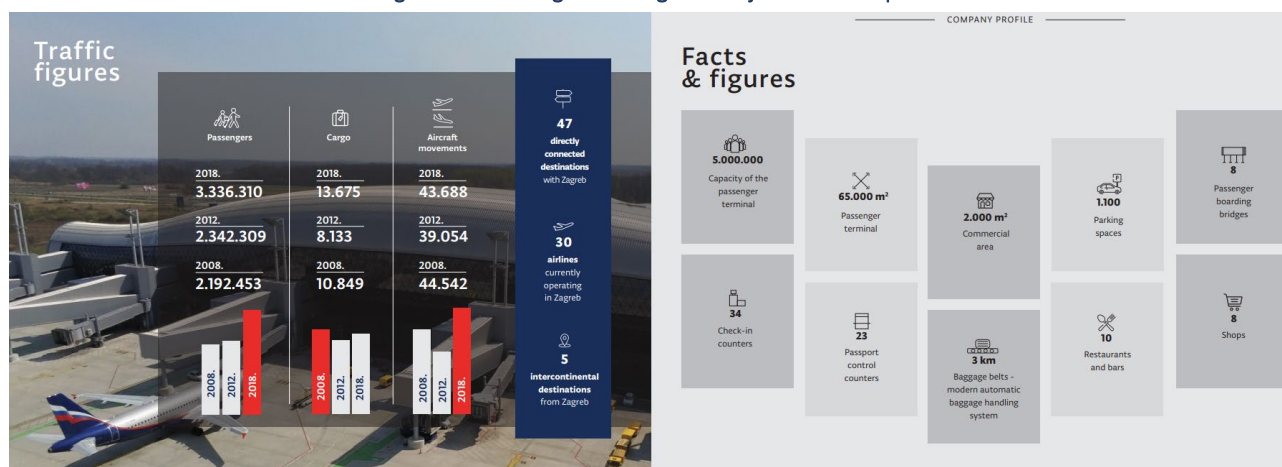 Traffic
figures
Passengers
2018.
3.336.310
2012.
2.342.309
2008.
2.192.453
2008.
2012.
2018.
Cargo
2018.
13.675
2012.
8.133
2008.
10.849
2008.
2012.
2018.
Aircraft
movements
2018.
43.688
2012.
39.054
2008.
44.542
2008.
2012.
2018.
47
directly
connected
destinations
with Zagreb
30
airlines
currently
operating
in Zagreb
5
intercontinental
destinations
from Zagreb
COMPANY PROFILE
Facts
& figures
5.000.000
Capacity of the
passenger
terminal
34
Check-in
counters
65.000 m²
Passenger
terminal
23
Passport
control
counters
2.000 m²
Commercial
area
3 km
Baggage belts -
modern automatic
baggage handling
system
P
1.100
Parking
spaces
10
Restaurants
and bars
8
Passenger
boarding
bridges
8
Shops